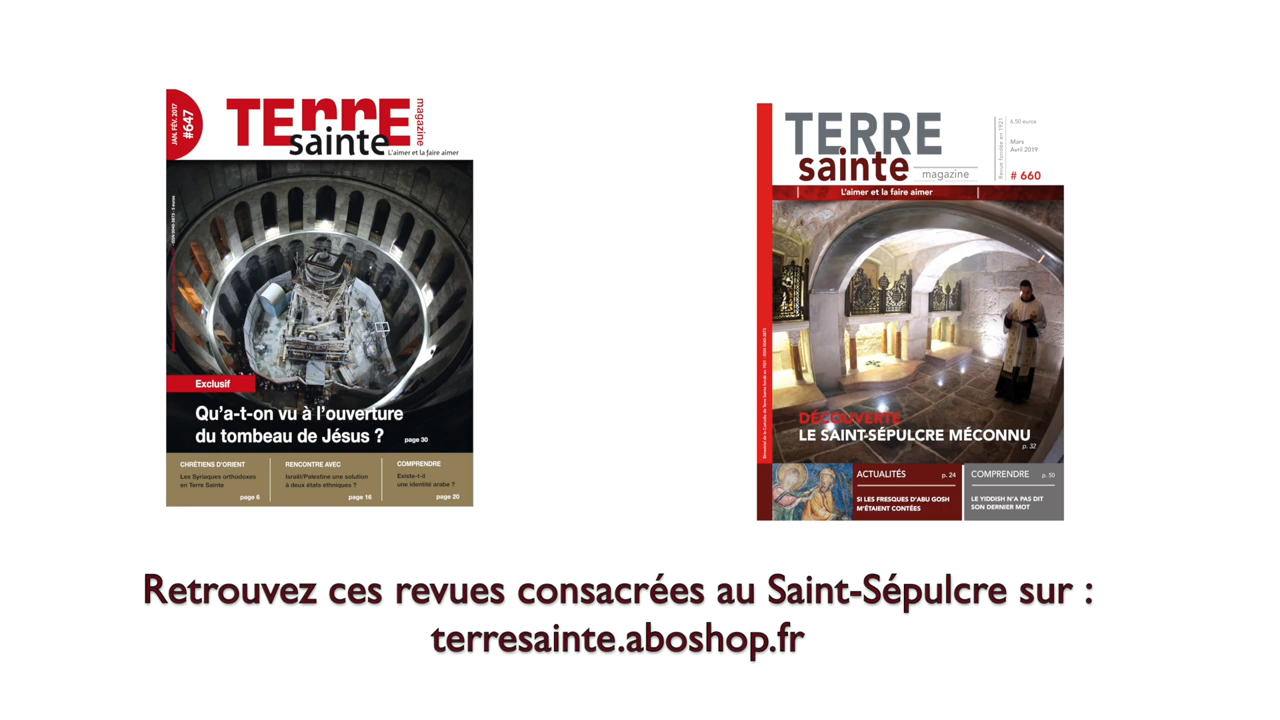 JAN. FÉV. 2017
#647
TErrE
sainte
magazine
L'aimer et la faire aimer
Exclusif
Qu'a-t-on vu à l'ouverture
du tombeau de Jésus ?
page 30
CHRÉTIENS D'ORIENT
Les Syriaques orthodoxes
en Terre Sainte
page 6
RENCONTRE AVEC
Israël/Palestine une solution
à deux états ethniques ?
page 16
COMPRENDRE
Existe-t-il
une identité arabe ?
page 20
TERRE
sainte
magazine
Revue fondée en 1921
6,50 euros
Mars
Avril 2019
# 660
L'aimer et la faire aimer
DÉCOUVERTE
LE SAINT-SÉPULCRE MÉCONNU
p. 32
ACTUALITÉS
p. 24
SI LES FRESQUES D'ABU GOSH
M'ÉTAIENT CONTÉES
COMPRENDRE
p. 50
LE YIDDISH N'A PAS DIT
SON DERNIER MOT
Retrouvez ces revues consacrées au Saint-Sépulcre sur :
terresainte.aboshop.fr